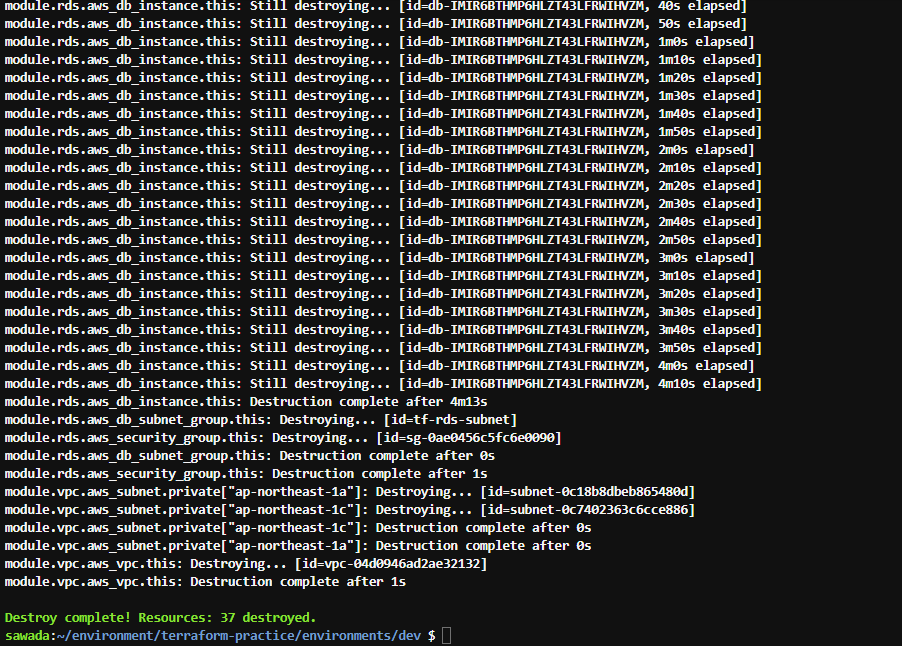 module.rds.aws_db_instance.this: Still destroying... [id=db-IMIR6BTHMP6HLZT43LFRWIHVZM, 40s elapsed]
module.rds.aws_db_instance.this: Still destroying... [id=db-IMIR6BTHMP6HLZT43LFRWIHVZM, 50s elapsed]
module.rds.aws_db_instance.this: Still destroying... [id=db-IMIR6BTHMP6HLZT43LFRWIHVZM, 1m0s elapsed]
module.rds.aws_db_instance.this: Still destroying... [id=db-IMIR6BTHMP6HLZT43LFRWIHVZM, 1m10s elapsed]
module.rds.aws_db_instance.this: Still destroying... [id=db-IMIR6BTHMP6HLZT43LFRWIHVZM, 1m20s elapsed]
module.rds.aws_db_instance.this: Still destroying... [id=db-IMIR6BTHMP6HLZT43LFRWIHVZM, 1m30s elapsed]
module.rds.aws_db_instance.this: Still destroying... [id=db-IMIR6BTHMP6HLZT43LFRWIHVZM, 1m40s elapsed]
module.rds.aws_db_instance.this: Still destroying... [id=db-IMIR6BTHMP6HLZT43LFRWIHVZM, 1m50s elapsed]
module.rds.aws_db_instance.this: Still destroying... [id=db-IMIR6BTHMP6HLZT43LFRWIHVZM, 2m0s elapsed]
module.rds.aws_db_instance.this: Still destroying... [id=db-IMIR6BTHMP6HLZT43LFRWIHVZM, 2m10s elapsed]
module.rds.aws_db_instance.this: Still destroying... [id=db-IMIR6BTHMP6HLZT43LFRWIHVZM, 2m20s elapsed]
module.rds.aws_db_instance.this: Still destroying... [id=db-IMIR6BTHMP6HLZT43LFRWIHVZM, 2m30s elapsed]
module.rds.aws_db_instance.this: Still destroying... [id=db-IMIR6BTHMP6HLZT43LFRWIHVZM, 2m40s elapsed]
module.rds.aws_db_instance.this: Still destroying... [id=db-IMIR6BTHMP6HLZT43LFRWIHVZM, 2m50s elapsed]
module.rds.aws_db_instance.this: Still destroying... [id=db-IMIR6BTHMP6HLZT43LFRWIHVZM, 3m0s elapsed]
module.rds.aws_db_instance.this: Still destroying... [id=db-IMIR6BTHMP6HLZT43LFRWIHVZM, 3m10s elapsed]
module.rds.aws_db_instance.this: Still destroying... [id=db-IMIR6BTHMP6HLZT43LFRWIHVZM, 3m20s elapsed]
module.rds.aws_db_instance.this: Still destroying... [id=db-IMIR6BTHMP6HLZT43LFRWIHVZM, 3m30s elapsed]
module.rds.aws_db_instance.this: Still destroying... [id=db-IMIR6BTHMP6HLZT43LFRWIHVZM, 3m40s elapsed]
module.rds.aws_db_instance.this: Still destroying... [id=db-IMIR6BTHMP6HLZT43LFRWIHVZM, 3m50s elapsed]
module.rds.aws_db_instance.this: Still destroying... [id=db-IMIR6BTHMP6HLZT43LFRWIHVZM, 4m0s elapsed]
module.rds.aws_db_instance.this: Still destroying... [id=db-IMIR6BTHMP6HLZT43LFRWIHVZM, 4m10s elapsed]
module.rds.aws_db_instance.this: Destruction complete after 4m13s
module.rds.aws_db_subnet_group.this: Destroying... [id=tf-rds-subnet]
module.rds.aws_security_group.this: Destroying... [id=sg-0ae0456c5fc6e0090]
module.rds.aws_db_subnet_group.this: Destruction complete after 0s
module.rds.aws_security_group.this: Destruction complete after 1s
module.vpc.aws_subnet.private["ap-northeast-1a"]: Destroying... [id=subnet-0c18b8dbeb865480d]
module.vpc.aws_subnet.private["ap-northeast-1c"]: Destroying... [id=subnet-0c7402363c6cce886]
module.vpc.aws_subnet.private["ap-northeast-1c"]: Destruction complete after 0s
module.vpc.aws_subnet.private["ap-northeast-1a"]: Destruction complete after 0s
module.vpc.aws_vpc.this: Destroying... [id=vpc-04d0946ad2ae32132]
module.vpc.aws_vpc.this: Destruction complete after 1s
Destroy complete! Resources: 37 destroyed.
sawada:~/environment/terraform-practice/environments/dev $